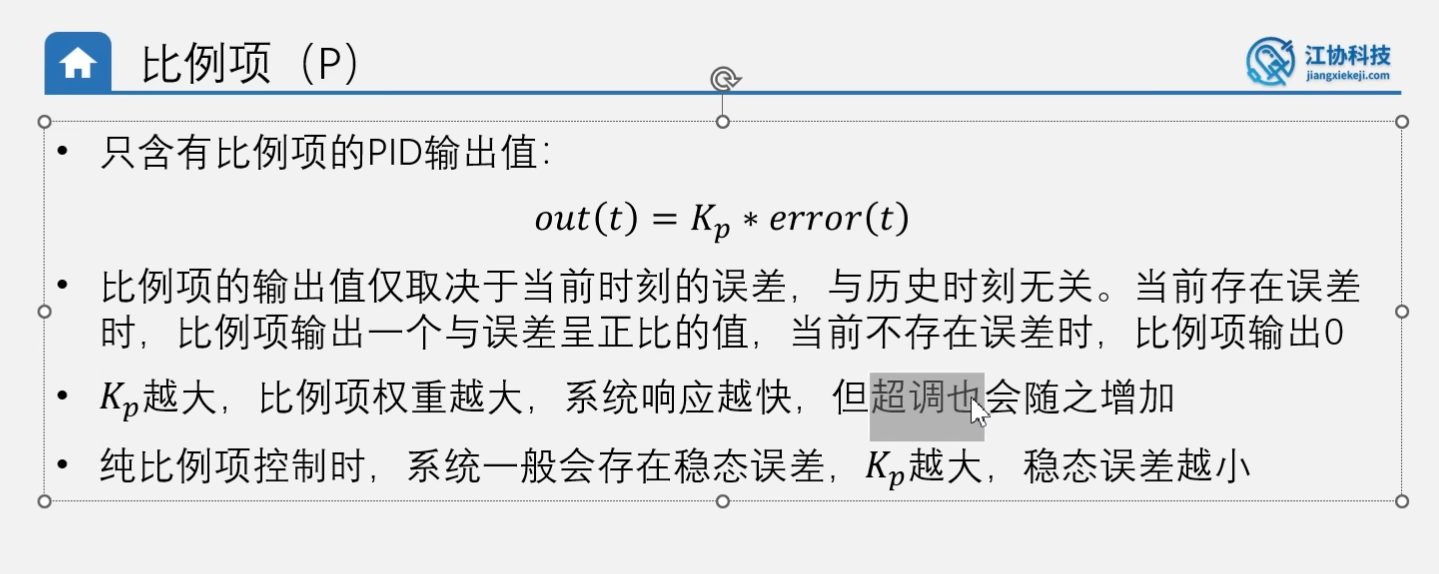 比例项（P）
江协科技
jiangxiekeji.com
• 只含有比例项的PID输出值：
out(t) = Kₚ * error(t)
• 比例项的输出值仅取决于当前时刻的误差，与历史时刻无关。当前存在误差
时，比例项输出一个与误差呈正比的值，当前不存在误差时，比例项输出0
• Kₚ越大，比例项权重越大，系统响应越快，但超调也会随之增加
• 纯比例项控制时，系统一般会存在稳态误差，Kₚ越大，稳态误差越小